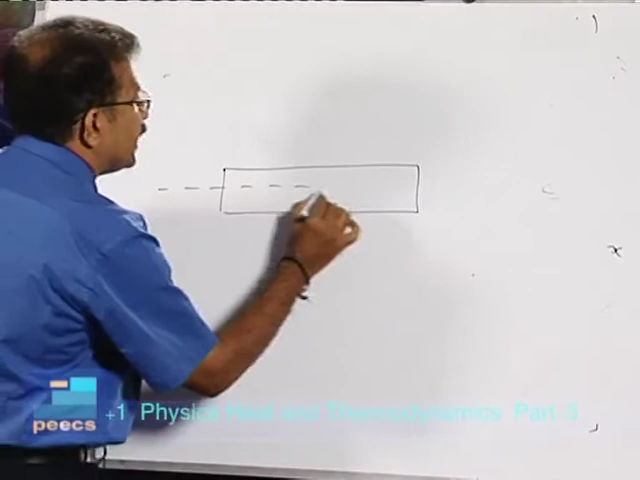 peecs
+1 Physics Heat and Thermodynamics Part 3
x